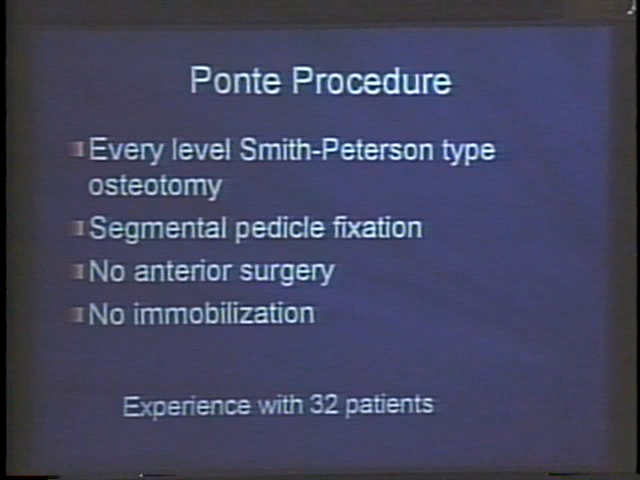 Ponte Procedure
Every level Smith-Peterson type
osteotomy
Segmental pedicle fixation
No anterior surgery
No immobilization
Experience with 32 patients